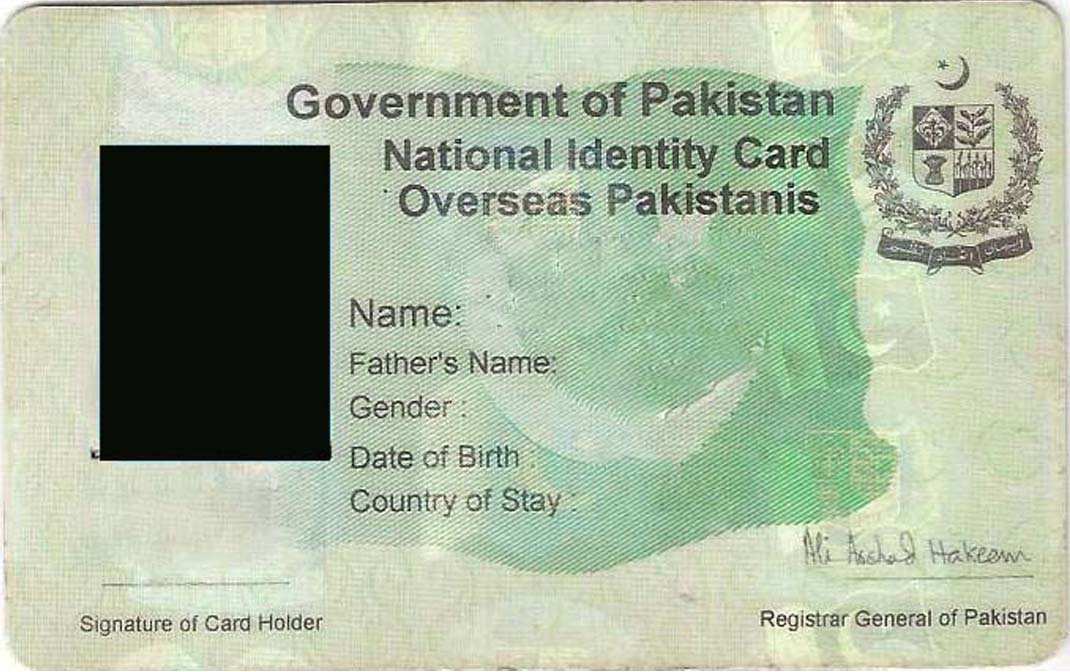 Government of Pakistan
National Identity Card
Overseas Pakistanis
Name:
Father's Name:
Gender :
Date of Birth :
Country of Stay :
Ali Arshad Hakeem
Signature of Card Holder
Registrar General of Pakistan